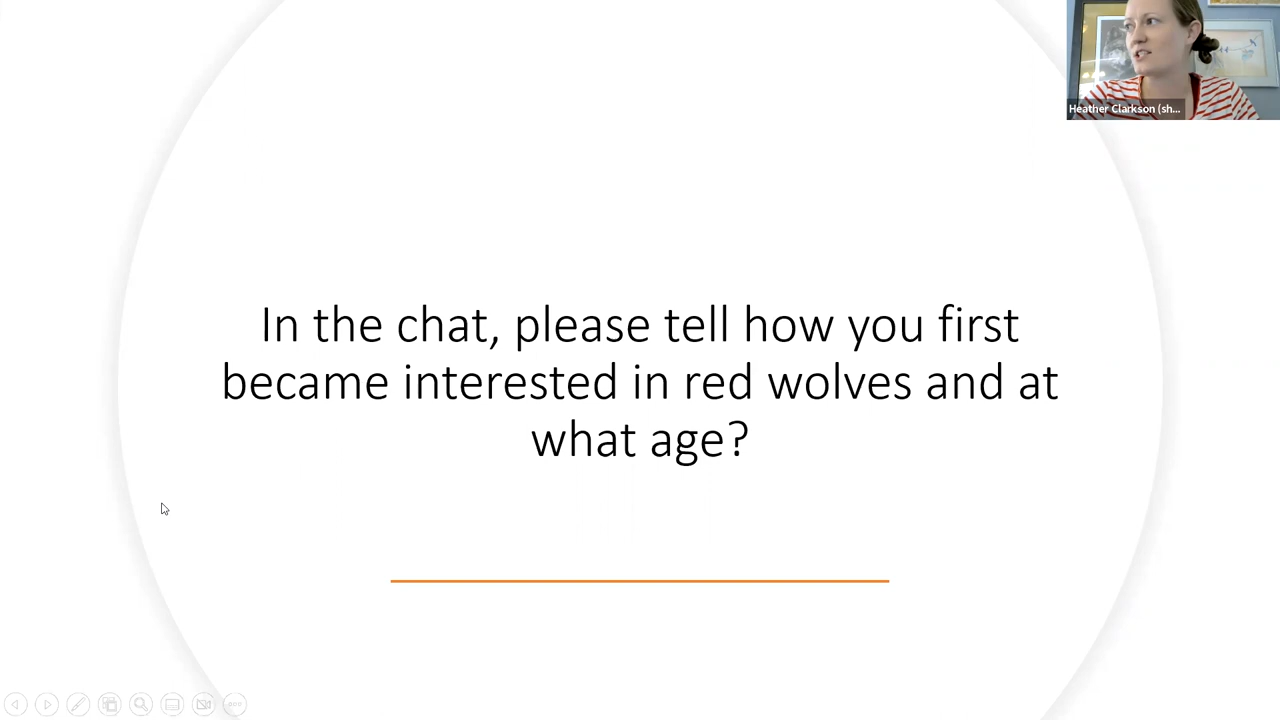 Heather Clarkson (sh...
In the chat, please tell how you first
became interested in red wolves and at
what age?